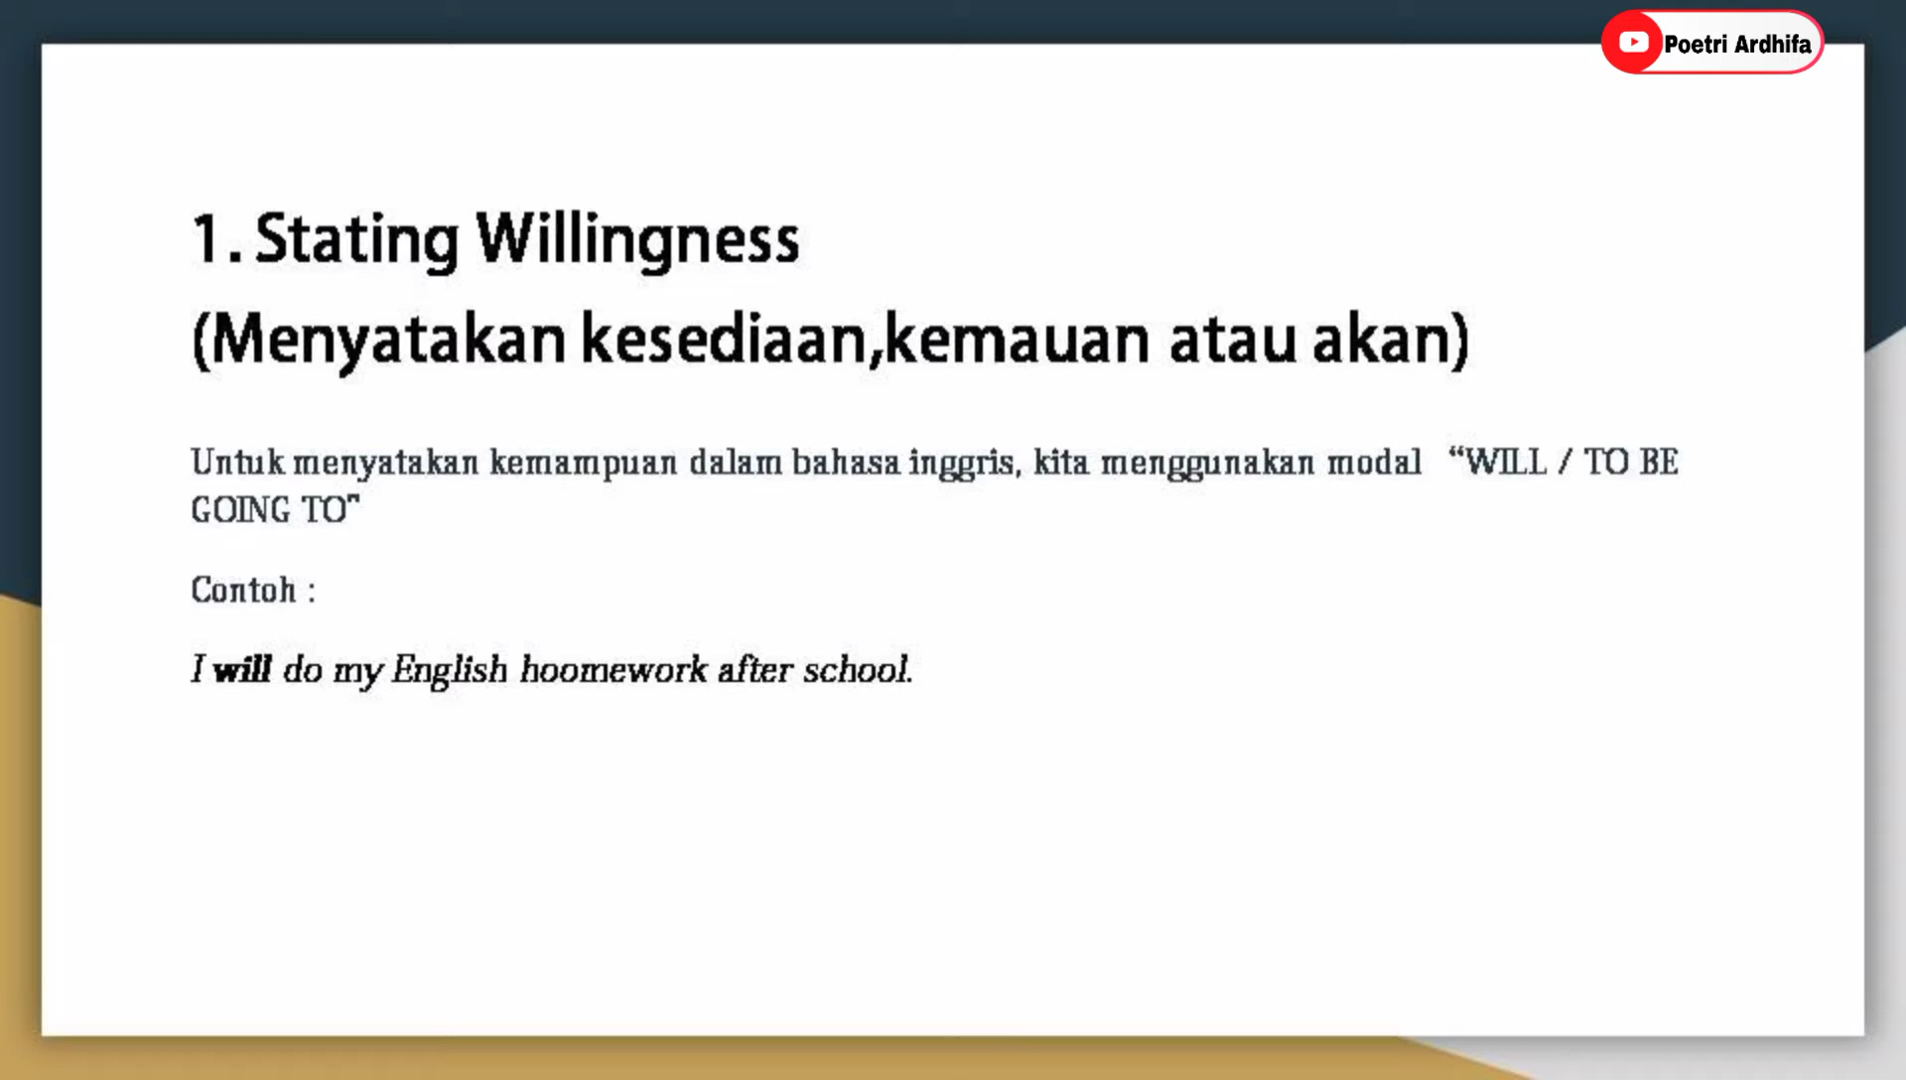 Poetri Ardhifa
1. Stating Willingness
(Menyatakan kesediaan,kemauan atau akan)
Untuk menyatakan kemampuan dalam bahasa inggris, kita menggunakan modal “WILL / TO BE
GOING TO”
Contoh :
I will do my English hoomework after school.